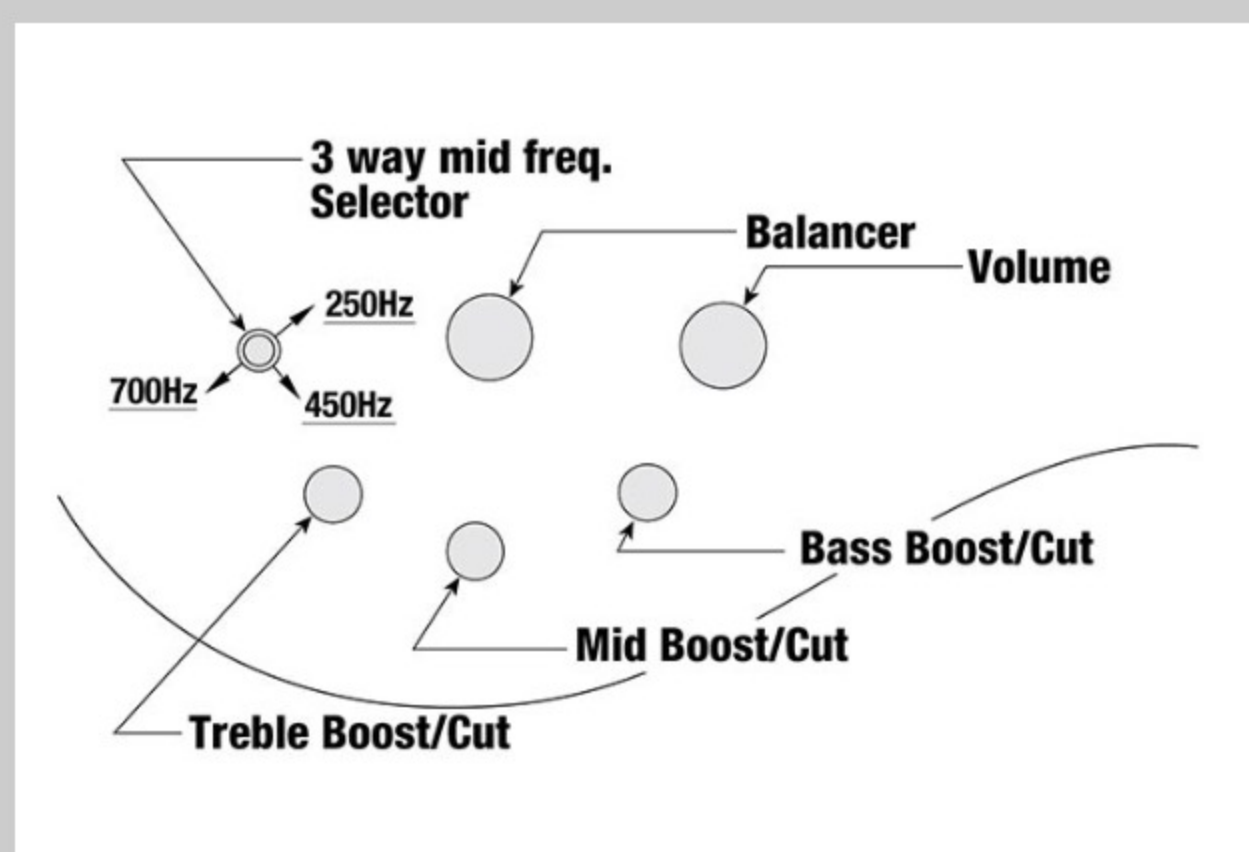 3 way mid freq.
Selector
Balancer
Volume
250Hz
700Hz
450Hz
Bass Boost/Cut
Mid Boost/Cut
Treble Boost/Cut